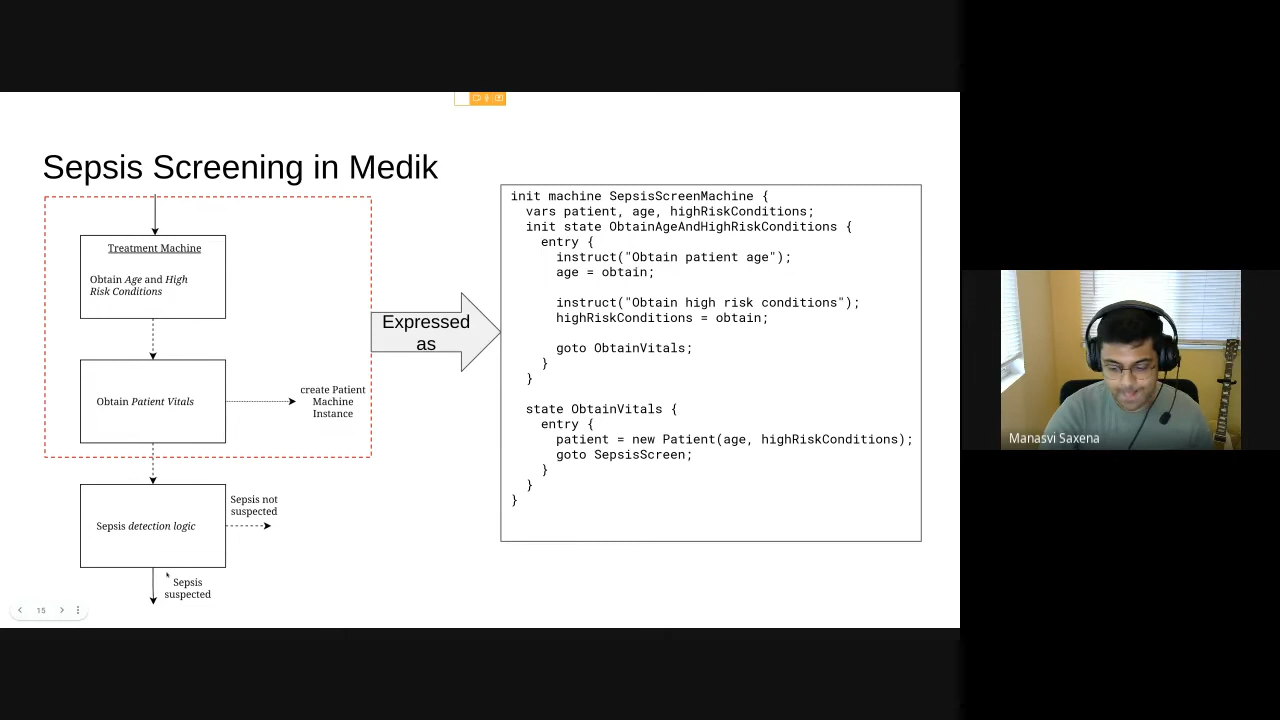 Sepsis Screening in Medik
Treatment Machine
Obtain Age and High
Risk Conditions
Obtain Patient Vitals
create Patient
Machine
Instance
Sepsis detection logic
Sepsis not
suspected
Sepsis
suspected
Expressed
as
init machine SepsisScreenMachine {
  vars patient, age, highRiskConditions;
  init state ObtainAgeAndHighRiskConditions {
    entry {
      instruct("Obtain patient age");
      age = obtain;
      instruct("Obtain high risk conditions");
      highRiskConditions = obtain;
      goto ObtainVitals;
    }
  }
  state ObtainVitals {
    entry {
      patient = new Patient(age, highRiskConditions);
      goto SepsisScreen;
    }
  }
}
15
Manasvi Saxena